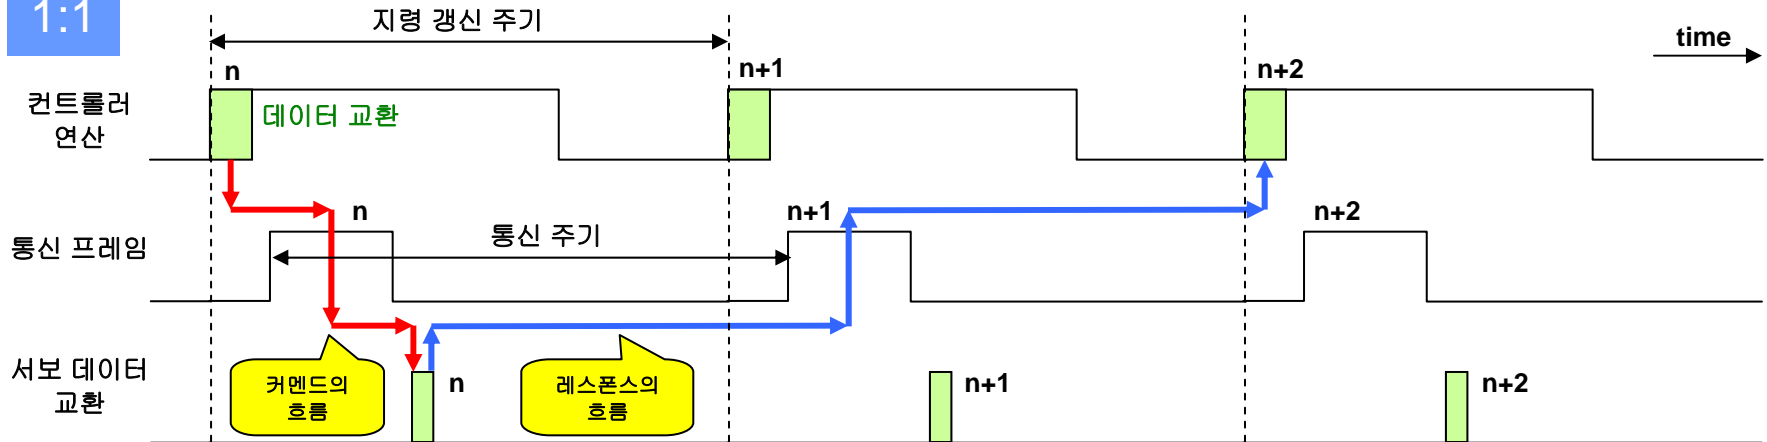 1:1
지령 갱신 주기
time
n
n+1
n+2
컨트롤러
연산
데이터 교환
n
n+1
n+2
통신 프레임
통신 주기
서보 데이터
교환
커멘드의
흐름
n
레스폰스의
흐름
n+1
n+2